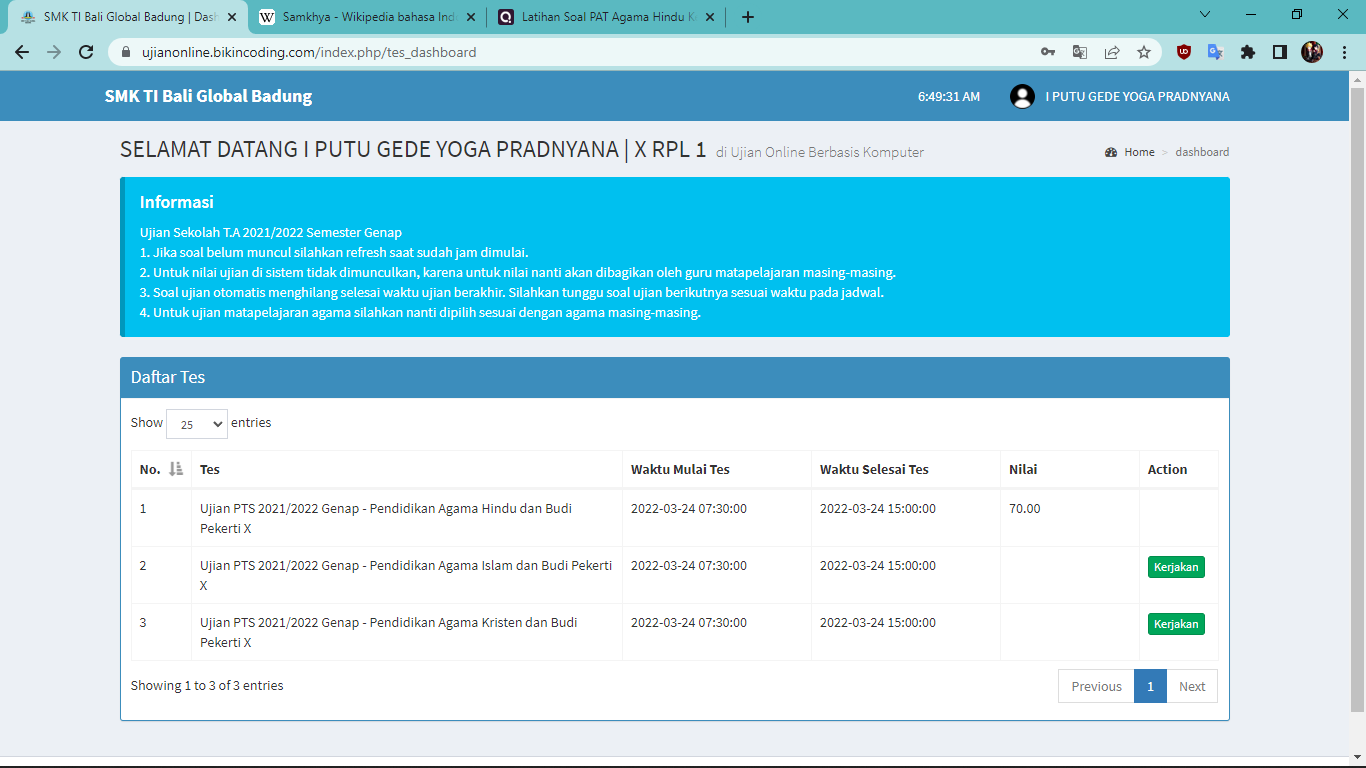 SMK TI Bali Global Badung | Dash
Samkhya - Wikipedia bahasa Ind
Latihan Soal PAT Agama Hindu K
ujianonline.bikincoding.com/index.php/tes_dashboard
SMK TI Bali Global Badung
6:49:31 AM
I PUTU GEDE YOGA PRADNYANA
SELAMAT DATANG I PUTU GEDE YOGA PRADNYANA | X RPL 1 di Ujian Online Berbasis Komputer
Home > dashboard
Informasi
Ujian Sekolah T.A 2021/2022 Semester Genap
1. Jika soal belum muncul silahkan refresh saat sudah jam dimulai.
2. Untuk nilai ujian di sistem tidak dimunculkan, karena untuk nilai nanti akan dibagikan oleh guru matapelajaran masing-masing.
3. Soal ujian otomatis menghilang selesai waktu ujian berakhir. Silahkan tunggu soal ujian berikutnya sesuai waktu pada jadwal.
4. Untuk ujian matapelajaran agama silahkan nanti dipilih sesuai dengan agama masing-masing.
Daftar Tes
Show 25 entries
No. Tes Waktu Mulai Tes Waktu Selesai Tes Nilai Action
1 Ujian PTS 2021/2022 Genap - Pendidikan Agama Hindu dan Budi 2022-03-24 07:30:00 2022-03-24 15:00:00 70.00
Pekerti X
2 Ujian PTS 2021/2022 Genap - Pendidikan Agama Islam dan Budi Pekerti 2022-03-24 07:30:00 2022-03-24 15:00:00 Kerjakan
X
3 Ujian PTS 2021/2022 Genap - Pendidikan Agama Kristen dan Budi 2022-03-24 07:30:00 2022-03-24 15:00:00 Kerjakan
Pekerti X
Showing 1 to 3 of 3 entries
Previous 1 Next